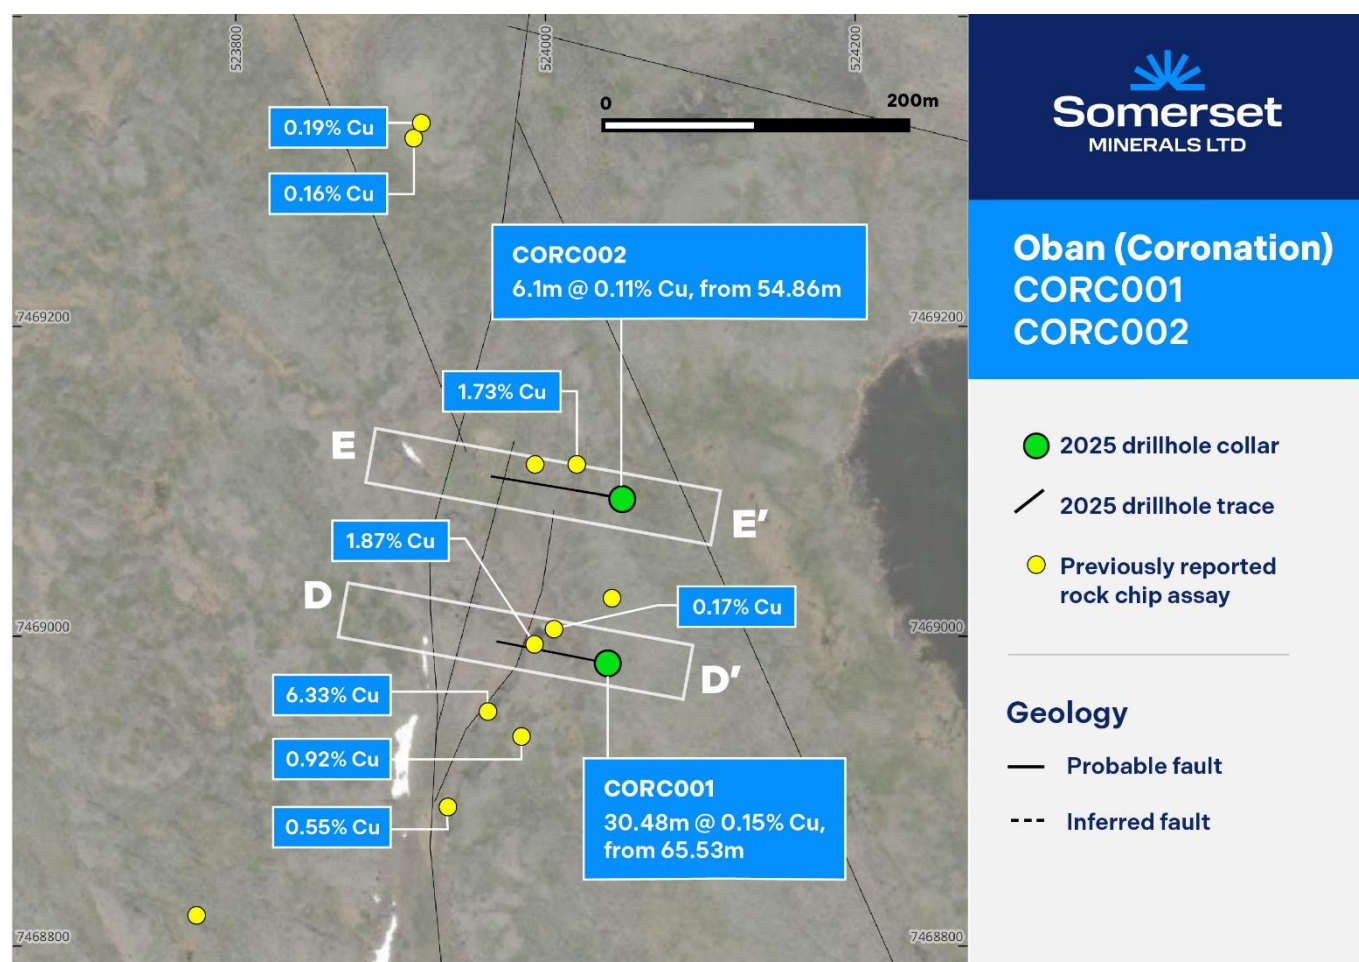 523800
524000
524200
0
200m
0.19% Cu
0.16% Cu
CORC002
6.1m @ 0.11% Cu, from 54.86m
7469200
7469200
1.73% Cu
E
E’
1.87% Cu
D
0.17% Cu
7469000
7469000
D’
6.33% Cu
0.92% Cu
0.55% Cu
CORC001
30.48m @ 0.15% Cu,
from 65.53m
7468800
7468800
Somerset
MINERALS LTD
Oban (Coronation)
CORC001
CORC002
2025 drillhole collar
2025 drillhole trace
Previously reported
rock chip assay
Geology
Probable fault
Inferred fault